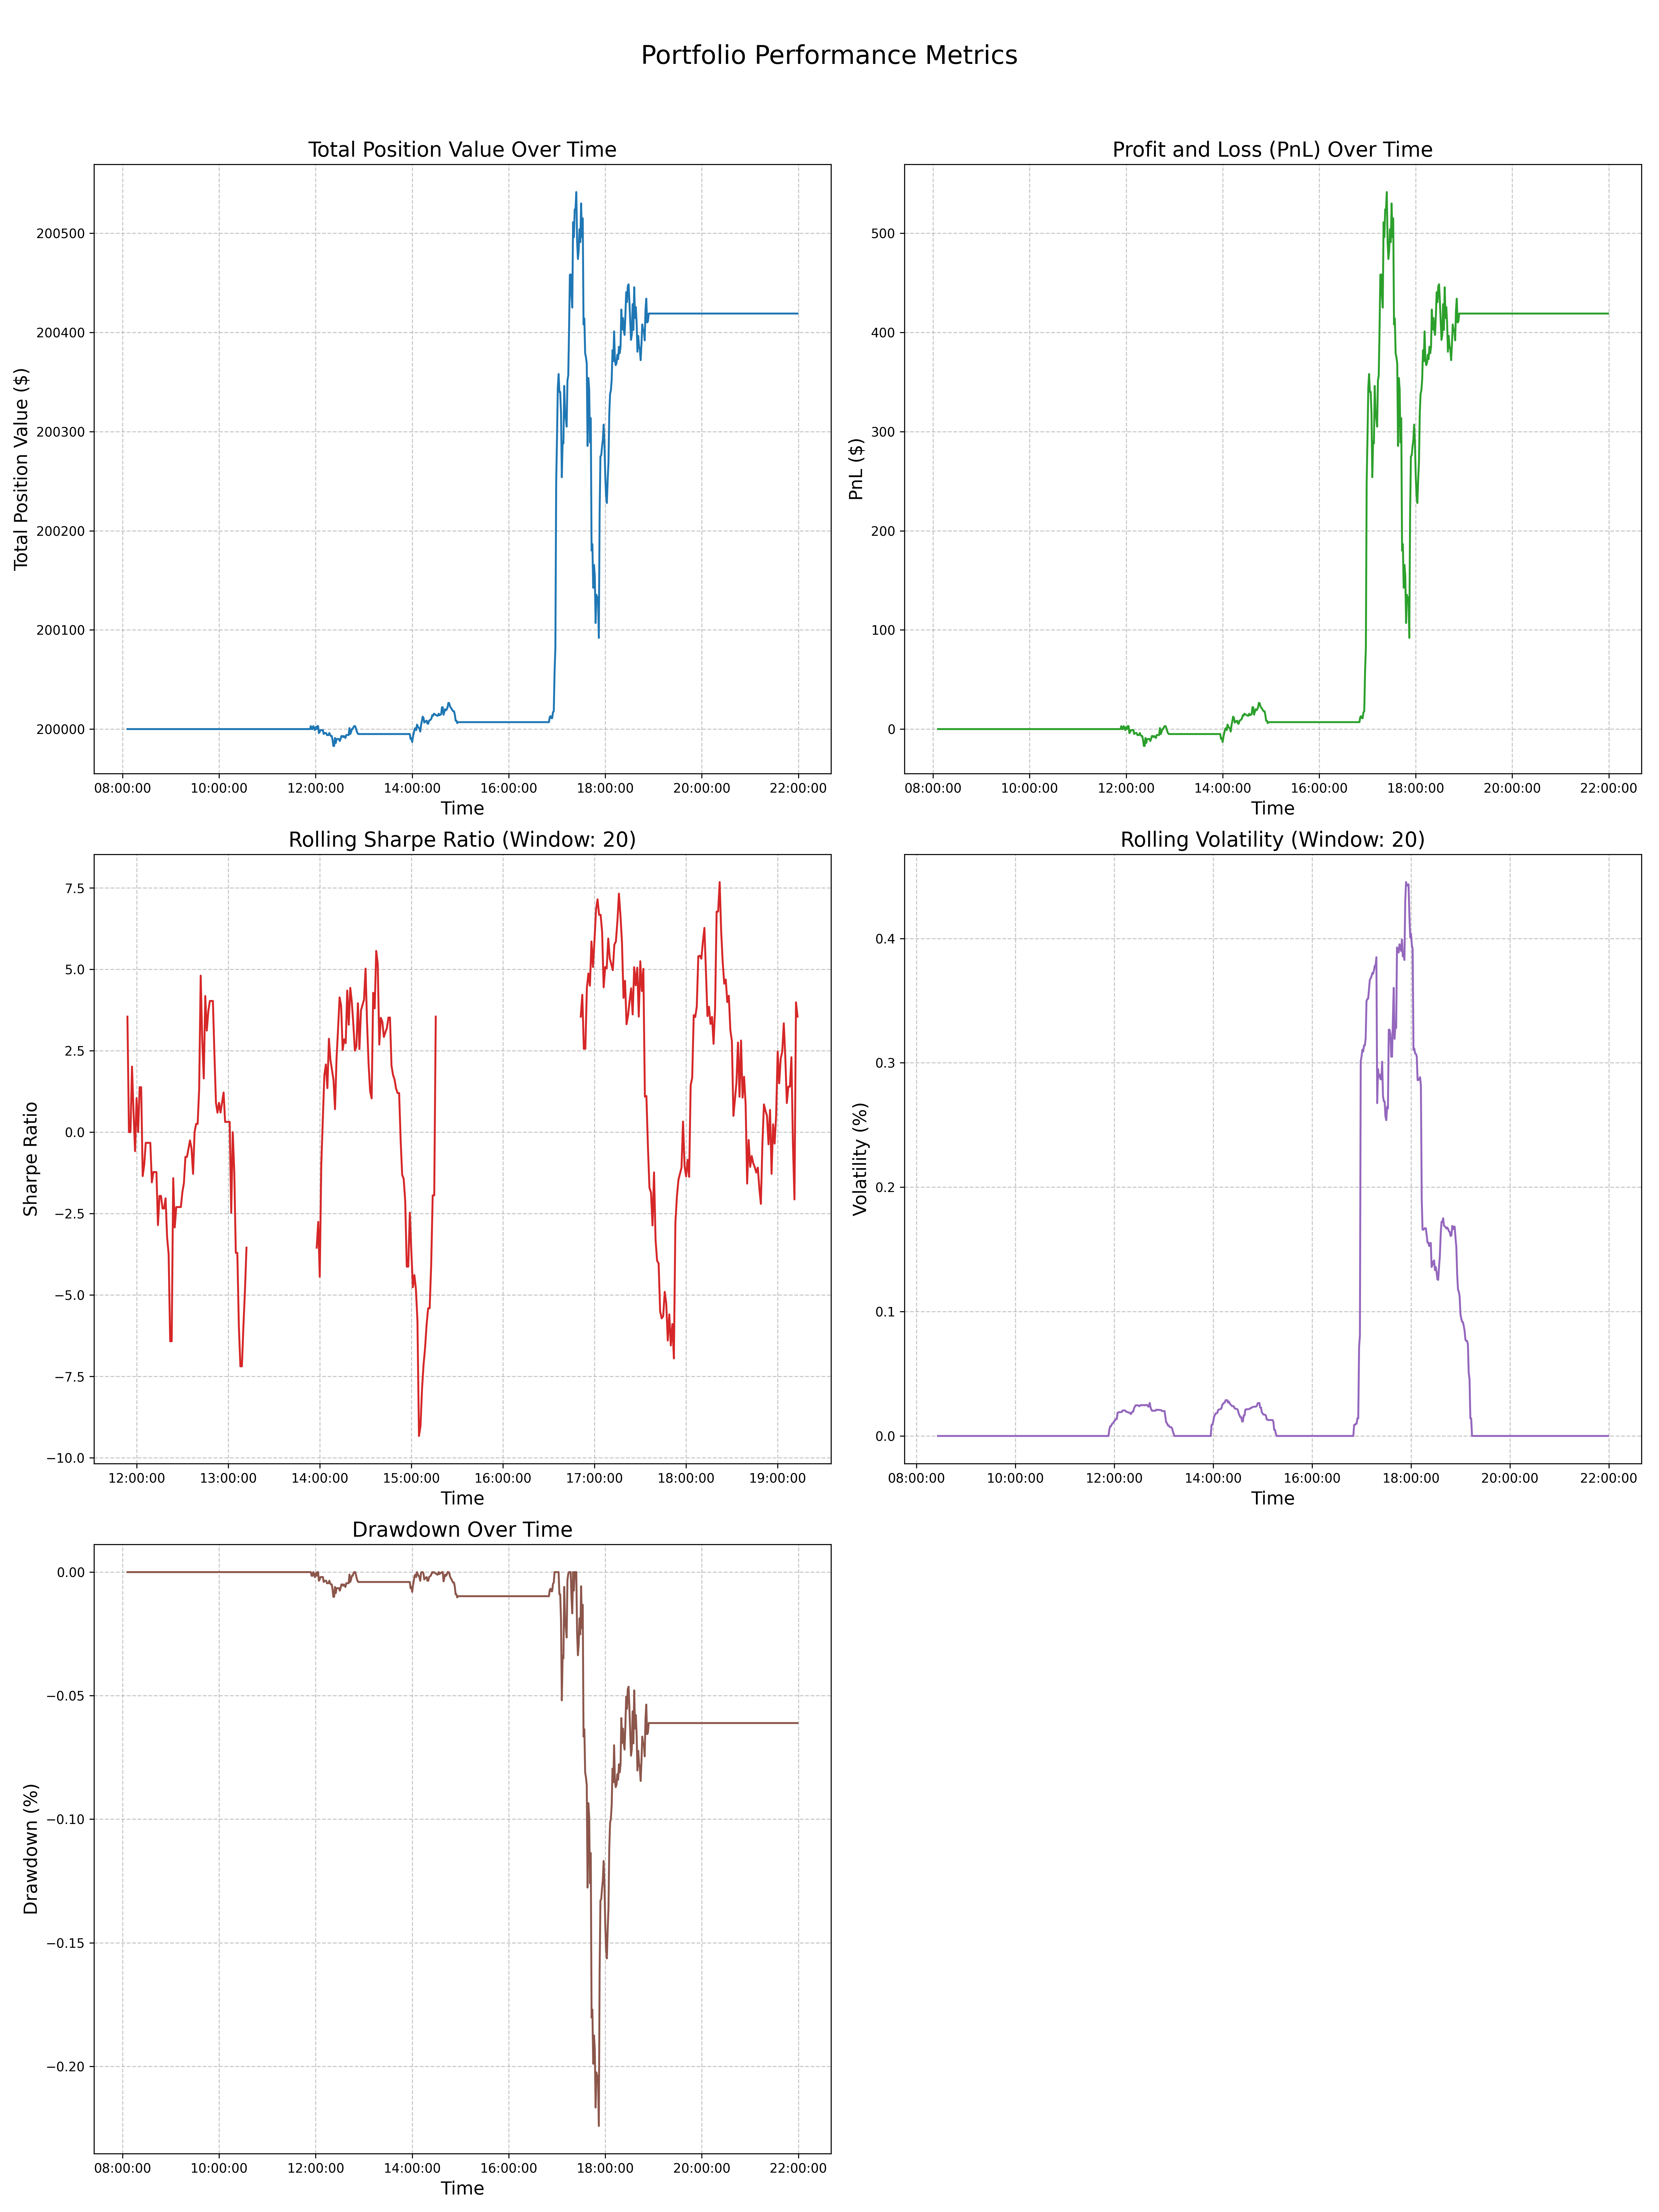 Portfolio Performance Metrics
Total Position Value Over Time
Total Position Value ($)
200500
200400
200300
200200
200100
200000
08:00:00 10:00:00 12:00:00 14:00:00 16:00:00 18:00:00 20:00:00 22:00:00
Time
Profit and Loss (PnL) Over Time
PnL ($)
500
400
300
200
100
0
08:00:00 10:00:00 12:00:00 14:00:00 16:00:00 18:00:00 20:00:00 22:00:00
Time
Rolling Sharpe Ratio (Window: 20)
Sharpe Ratio
7.5
5.0
2.5
0.0
−2.5
−5.0
−7.5
−10.0
12:00:00 13:00:00 14:00:00 15:00:00 16:00:00 17:00:00 18:00:00 19:00:00
Time
Rolling Volatility (Window: 20)
Volatility (%)
0.4
0.3
0.2
0.1
0.0
08:00:00 10:00:00 12:00:00 14:00:00 16:00:00 18:00:00 20:00:00 22:00:00
Time
Drawdown Over Time
Drawdown (%)
0.00
−0.05
−0.10
−0.15
−0.20
08:00:00 10:00:00 12:00:00 14:00:00 16:00:00 18:00:00 20:00:00 22:00:00
Time